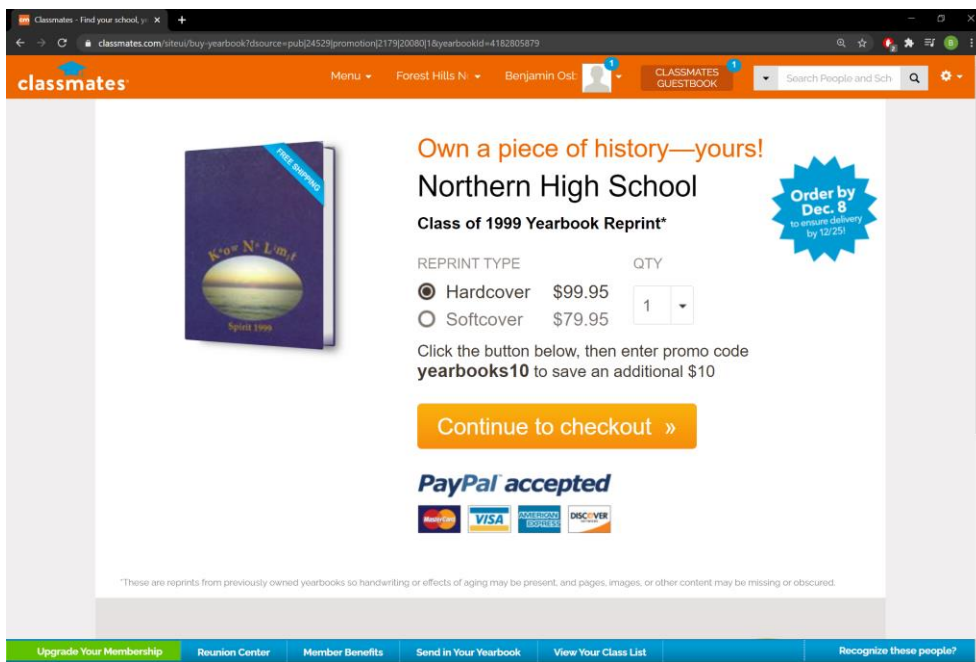 Classmates - Find your school, ye
classmates.com/siteui/buy-yearbook?dsource=pub|24529|promotion|2179|20080|1&yearbookId=4182805879
B
classmates
Menu
Forest Hills N
Benjamin Ost
1
CLASSMATES
GUESTBOOK
1
Search People and Sch
FREE SHIPPING
Know No Limit
Spirit 1999
Own a piece of history—yours!
Northern High School
Class of 1999 Yearbook Reprint*
REPRINT TYPE QTY
Hardcover $99.95
1
Softcover $79.95
Click the button below, then enter promo code
yearbooks10 to save an additional $10
Continue to checkout »
PayPal accepted
MasterCard VISA AMERICAN EXPRESS DISCOVER
Order by
Dec. 8
to ensure delivery
by 12/25!
*These are reprints from previously owned yearbooks so handwriting or effects of aging may be present, and pages, images, or other content may be missing or obscured.
Upgrade Your Membership Reunion Center Member Benefits Send in Your Yearbook View Your Class List Recognize these people?